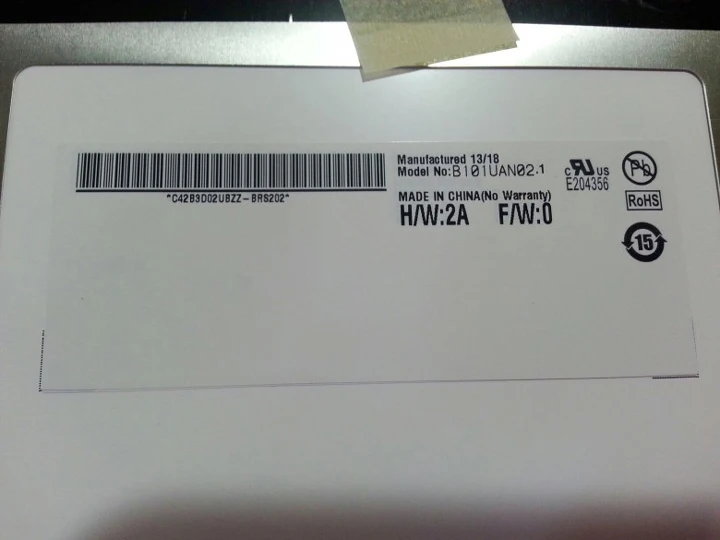 Manufactured 13/18
Model No:B101UAN02.1
*C42B3D02UBZZ-BRS202*
MADE IN CHINA(No Warranty)
H/W:2A F/W:0
c RU US
E204356
Pb
RoHS
15